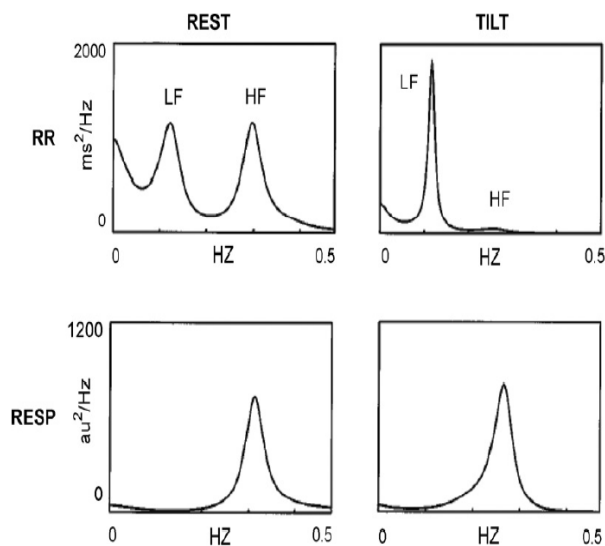 REST TILT
2000
LF HF LF
RR ms²/Hz
HF
0
0 HZ 0.5 0 HZ 0.5
1200
RESP au²/Hz
0
0 HZ 0.5 0 HZ 0.5